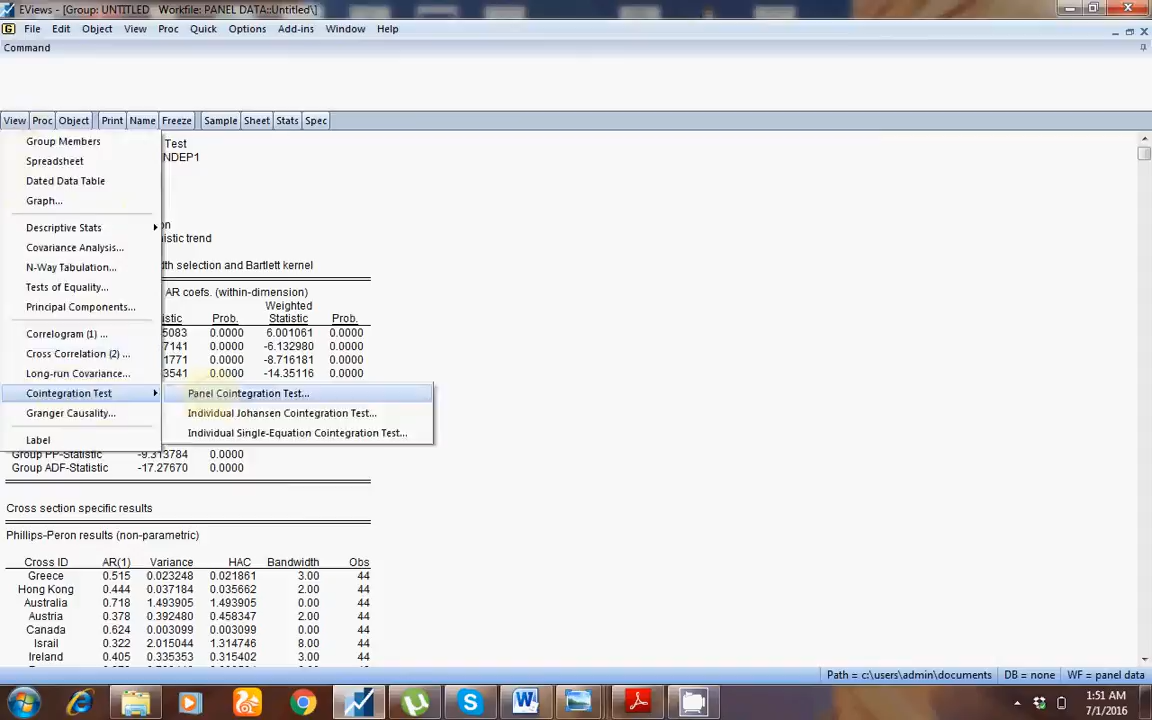 EViews - [Group: UNTITLED   Workfile: PANEL DATA::Untitled\]
File Edit Object View Proc Quick Options Add-ins Window Help
Command
View Proc Object Print Name Freeze Sample Sheet Stats Spec
Group Members
Spreadsheet
Dated Data Table
Graph...
Descriptive Stats
Covariance Analysis...
N-Way Tabulation...
Tests of Equality...
Principal Components...
Correlogram (1) ...
Cross Correlation (2) ...
Long-run Covariance...
Cointegration Test
Granger Causality...
Label
Panel Cointegration Test...
Individual Johansen Cointegration Test...
Individual Single-Equation Cointegration Test...
Test
NDEP1
on
istic trend
th selection and Bartlett kernel
AR coefs. (within-dimension)
Weighted
istic Prob. Statistic Prob.
5083 0.0000 6.001061 0.0000
7141 0.0000 -6.132980 0.0000
1771 0.0000 -8.716181 0.0000
3541 0.0000 -14.35116 0.0000
Group PP-Statistic -9.313784 0.0000
Group ADF-Statistic -17.27670 0.0000
Cross section specific results
Phillips-Peron results (non-parametric)
Cross ID AR(1) Variance HAC Bandwidth Obs
Greece 0.515 0.023248 0.021861 3.00 44
Hong Kong 0.444 0.037184 0.035662 2.00 44
Australia 0.718 1.493905 1.493905 0.00 44
Austria 0.378 0.392480 0.458347 2.00 44
Canada 0.624 0.003099 0.003099 0.00 44
Israil 0.322 2.015044 1.314746 8.00 44
Ireland 0.405 0.335353 0.315402 3.00 44
Path = c:\users\admin\documents DB = none WF = panel data
1:51 AM
7/1/2016